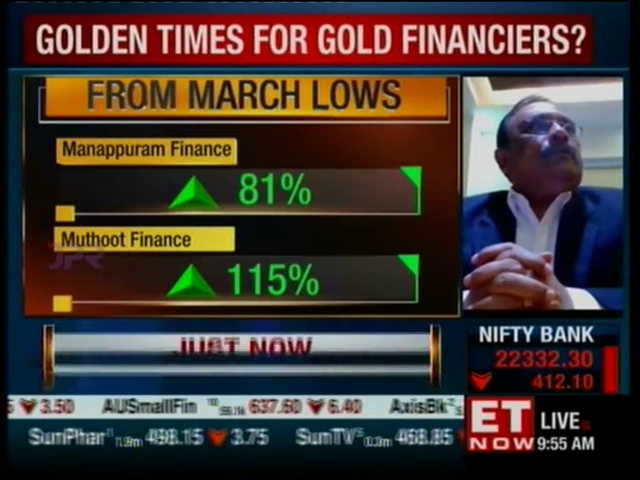 GOLDEN TIMES FOR GOLD FINANCIERS?
FROM MARCH LOWS
Manappuram Finance
81%
Muthoot Finance
115%
JUST NOW
NIFTY BANK
22332.30
412.10
3.50 AUSmallFin 637.60 6.40 AxisBk
SunPhar 498.15 3.75 SunTV 468.85
ET NOW
LIVE
9:55 AM